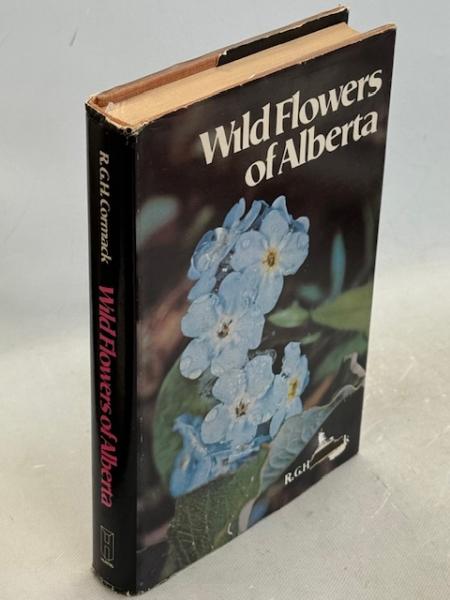 Wild Flowers
of Alberta
R.G.H
k
R.G.H. Cormack
Wild Flowers of Alberta